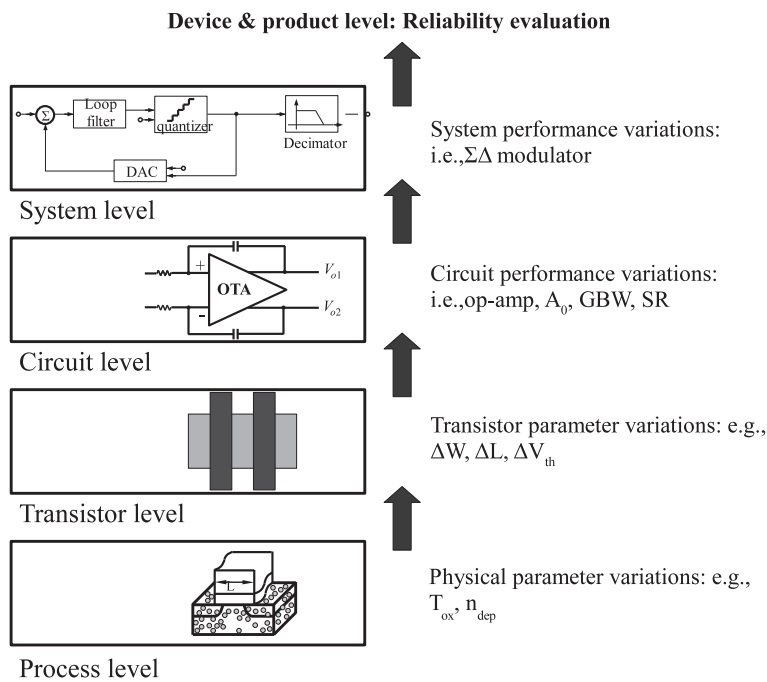 Device & product level: Reliability evaluation
Σ
Loop
filter
quantizer
Decimator
DAC
System level
System performance variations:
i.e.,ΣΔ modulator
+
OTA
-
Vo1
Vo2
Circuit level
Circuit performance variations:
i.e.,op-amp, A0, GBW, SR
Transistor level
Transistor parameter variations: e.g.,
ΔW, ΔL, ΔVth
L
Process level
Physical parameter variations: e.g.,
Tox, ndep